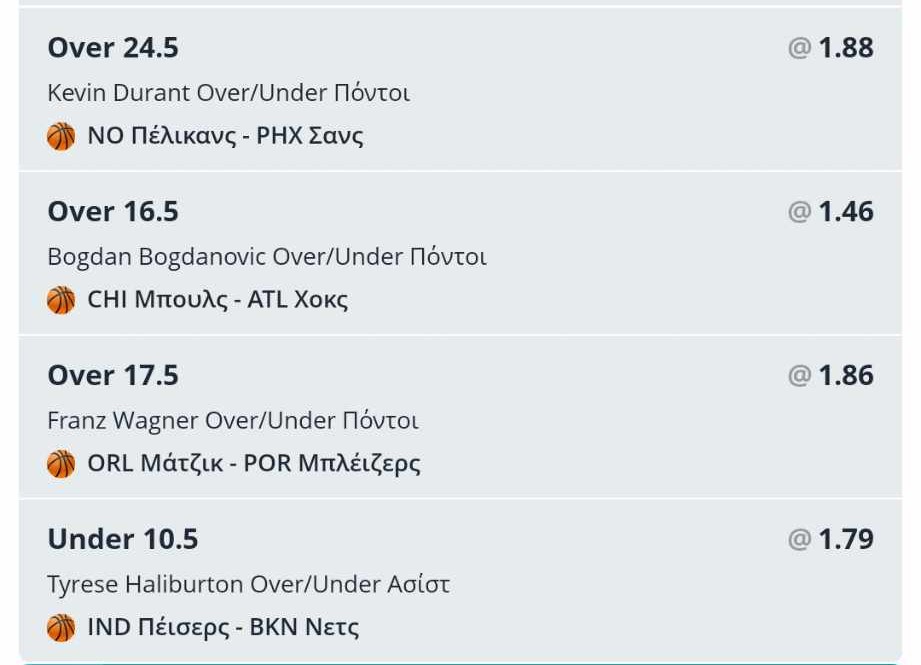 Over 24.5 @ 1.88
Kevin Durant Over/Under Πόντοι
NO Πέλικανς - PHX Σανς
Over 16.5 @ 1.46
Bogdan Bogdanovic Over/Under Πόντοι
CHI Μπουλς - ATL Χοκς
Over 17.5 @ 1.86
Franz Wagner Over/Under Πόντοι
ORL Μάτζικ - POR Μπλέιζερς
Under 10.5 @ 1.79
Tyrese Haliburton Over/Under Ασίστ
IND Πέισερς - BKN Νετς